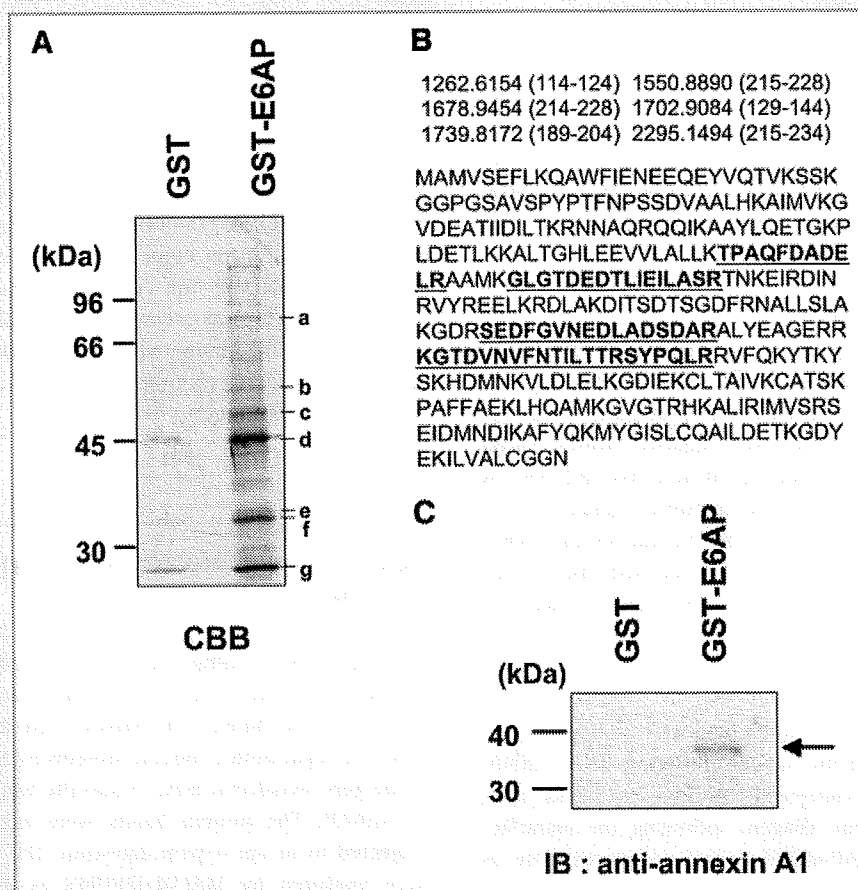 A
GST
GST-E6AP
(kDa)
96
66
45
30
a
b
c
d
e
f
g
CBB
B
1262.6154 (114-124) 1550.8890 (215-228)
1678.9454 (214-228) 1702.9084 (129-144)
1739.8172 (189-204) 2295.1494 (215-234)
MAMVSEFLKQAWFIENEEQEYVQTVKSSK
GGPGSAVSPYPTFNPSSDVAALHKAIMVKG
VDEATIIDILTKRNNAQRQQIKAAYLQETGKP
LDETLKKALTGHLEEVVLALLKTPAQFDADE
LRAAMKGLGTDEDTLIEILASRTNKEIRDIN
RVYREELKRDLAKDITSDTSGDFRNALLSLA
KGDRSEDFGVNEDLADSDARALYEAGERR
KGTDVNVFNTILTTRSYPQLRRVFQKYTKY
SKHDMNKVLDLELKGDIEKCLTAIVKCATSK
PAFFAEKLHQAMKGVGTRHKALIRIMVSRS
EIDMNDIKAFYQKMYGISLCQAILDETKGDY
EKILVALCGGN
C
GST
GST-E6AP
(kDa)
40
30
IB : anti-annexin A1